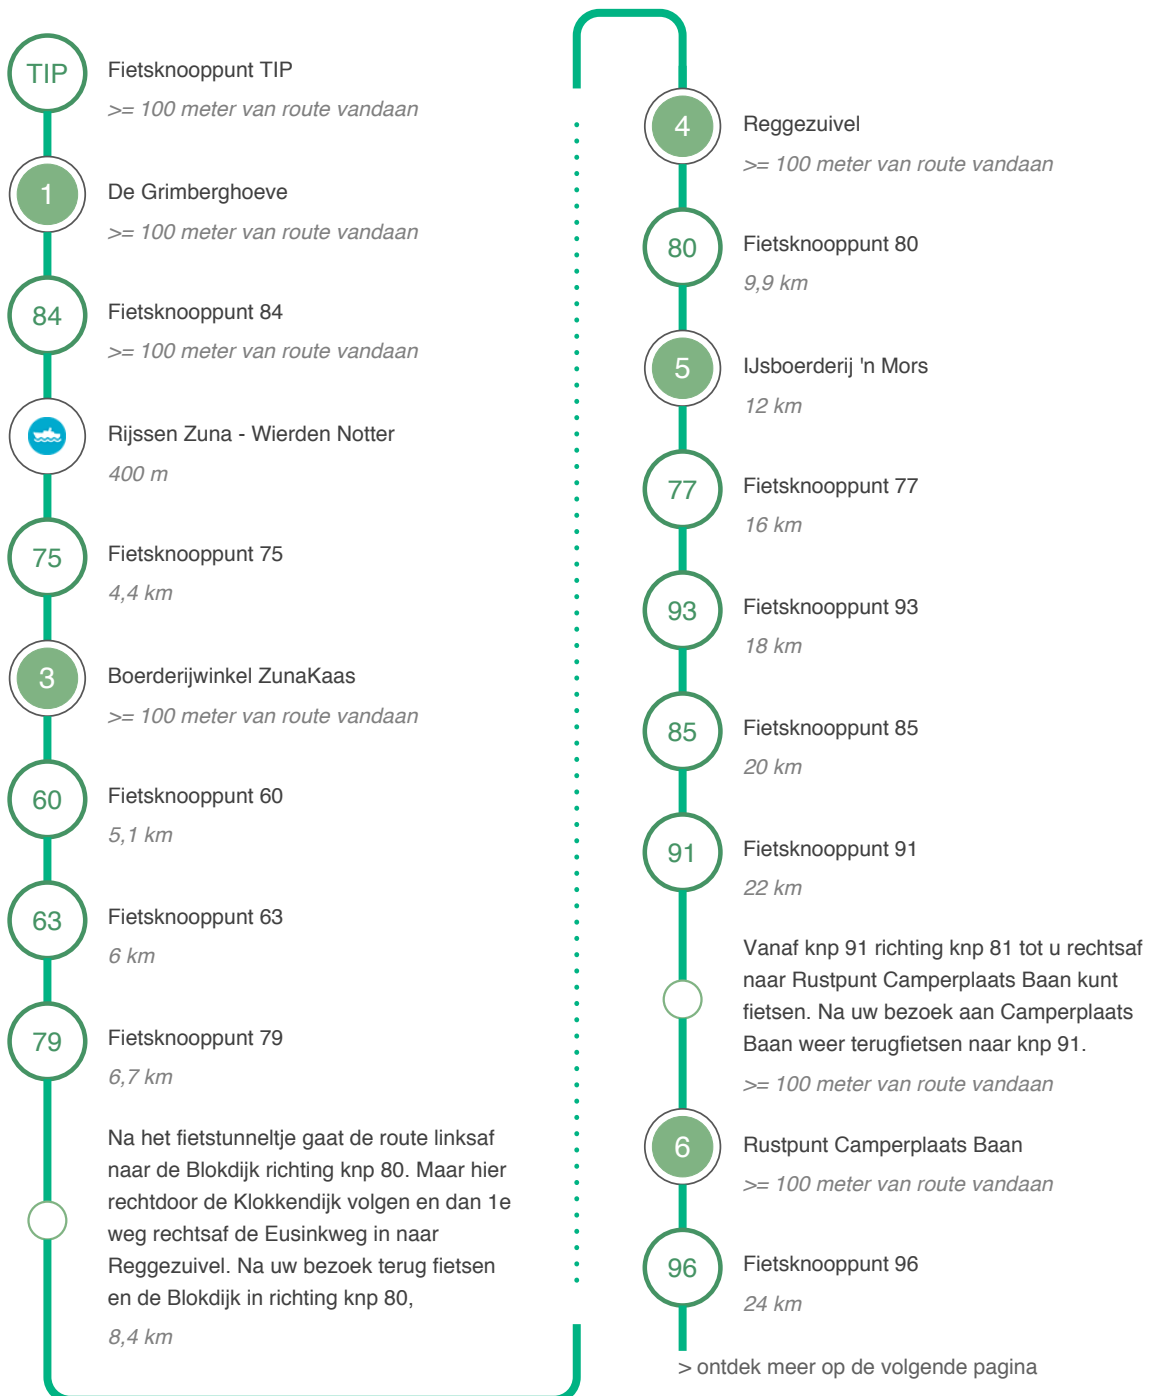 TIP
Fietsknooppunt TIP
>= 100 meter van route vandaan
1
De Grimberghoeve
>= 100 meter van route vandaan
84
Fietsknooppunt 84
>= 100 meter van route vandaan
Rijssen Zuna - Wierden Notter
400 m
75
Fietsknooppunt 75
4,4 km
3
Boerderijwinkel ZunaKaas
>= 100 meter van route vandaan
60
Fietsknooppunt 60
5,1 km
63
Fietsknooppunt 63
6 km
79
Fietsknooppunt 79
6,7 km
Na het fietstunneltje gaat de route linksaf
naar de Blokdijk richting knp 80. Maar hier
rechtdoor de Klokkendijk volgen en dan 1e
weg rechtsaf de Eusinkweg in naar
Reggezuivel. Na uw bezoek terug fietsen
en de Blokdijk in richting knp 80,
8,4 km
4
Reggezuivel
>= 100 meter van route vandaan
80
Fietsknooppunt 80
9,9 km
5
IJsboerderij 'n Mors
12 km
77
Fietsknooppunt 77
16 km
93
Fietsknooppunt 93
18 km
85
Fietsknooppunt 85
20 km
91
Fietsknooppunt 91
22 km
Vanaf knp 91 richting knp 81 tot u rechtsaf
naar Rustpunt Camperplaats Baan kunt
fietsen. Na uw bezoek aan Camperplaats
Baan weer terugfietsen naar knp 91.
>= 100 meter van route vandaan
6
Rustpunt Camperplaats Baan
>= 100 meter van route vandaan
96
Fietsknooppunt 96
24 km
> ontdek meer op de volgende pagina